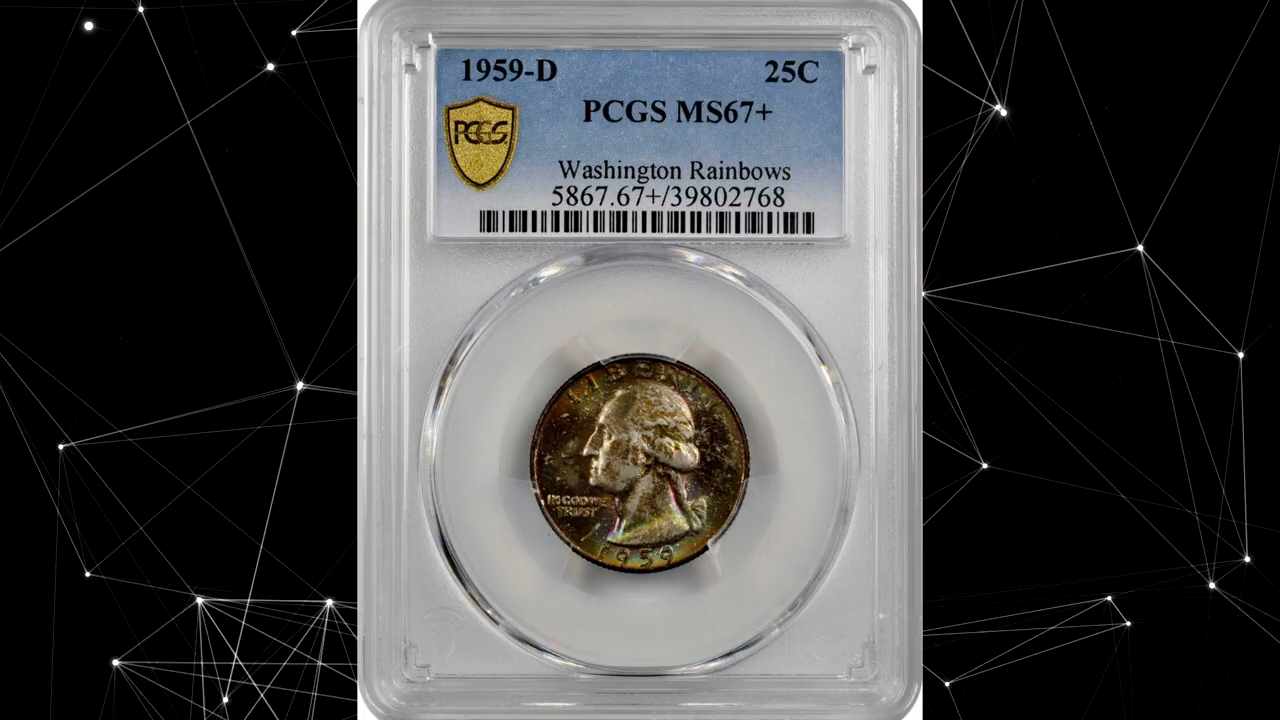 1959-D 25C
PCGS MS67+
PCGS
Washington Rainbows
5867.67+/39802768
LIBERTY
IN GOD WE
TRUST
1959